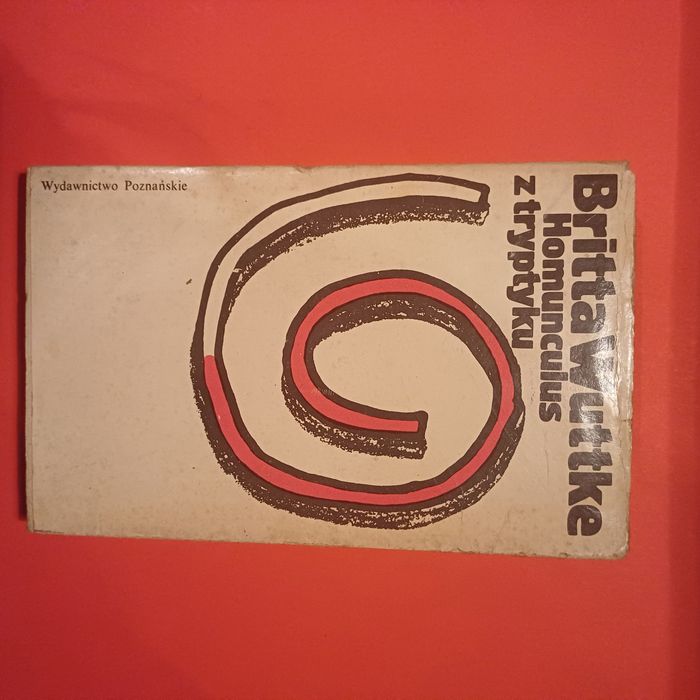 Britta Wuttke
Homunculus
z tryptyku
Wydawnictwo Poznańskie